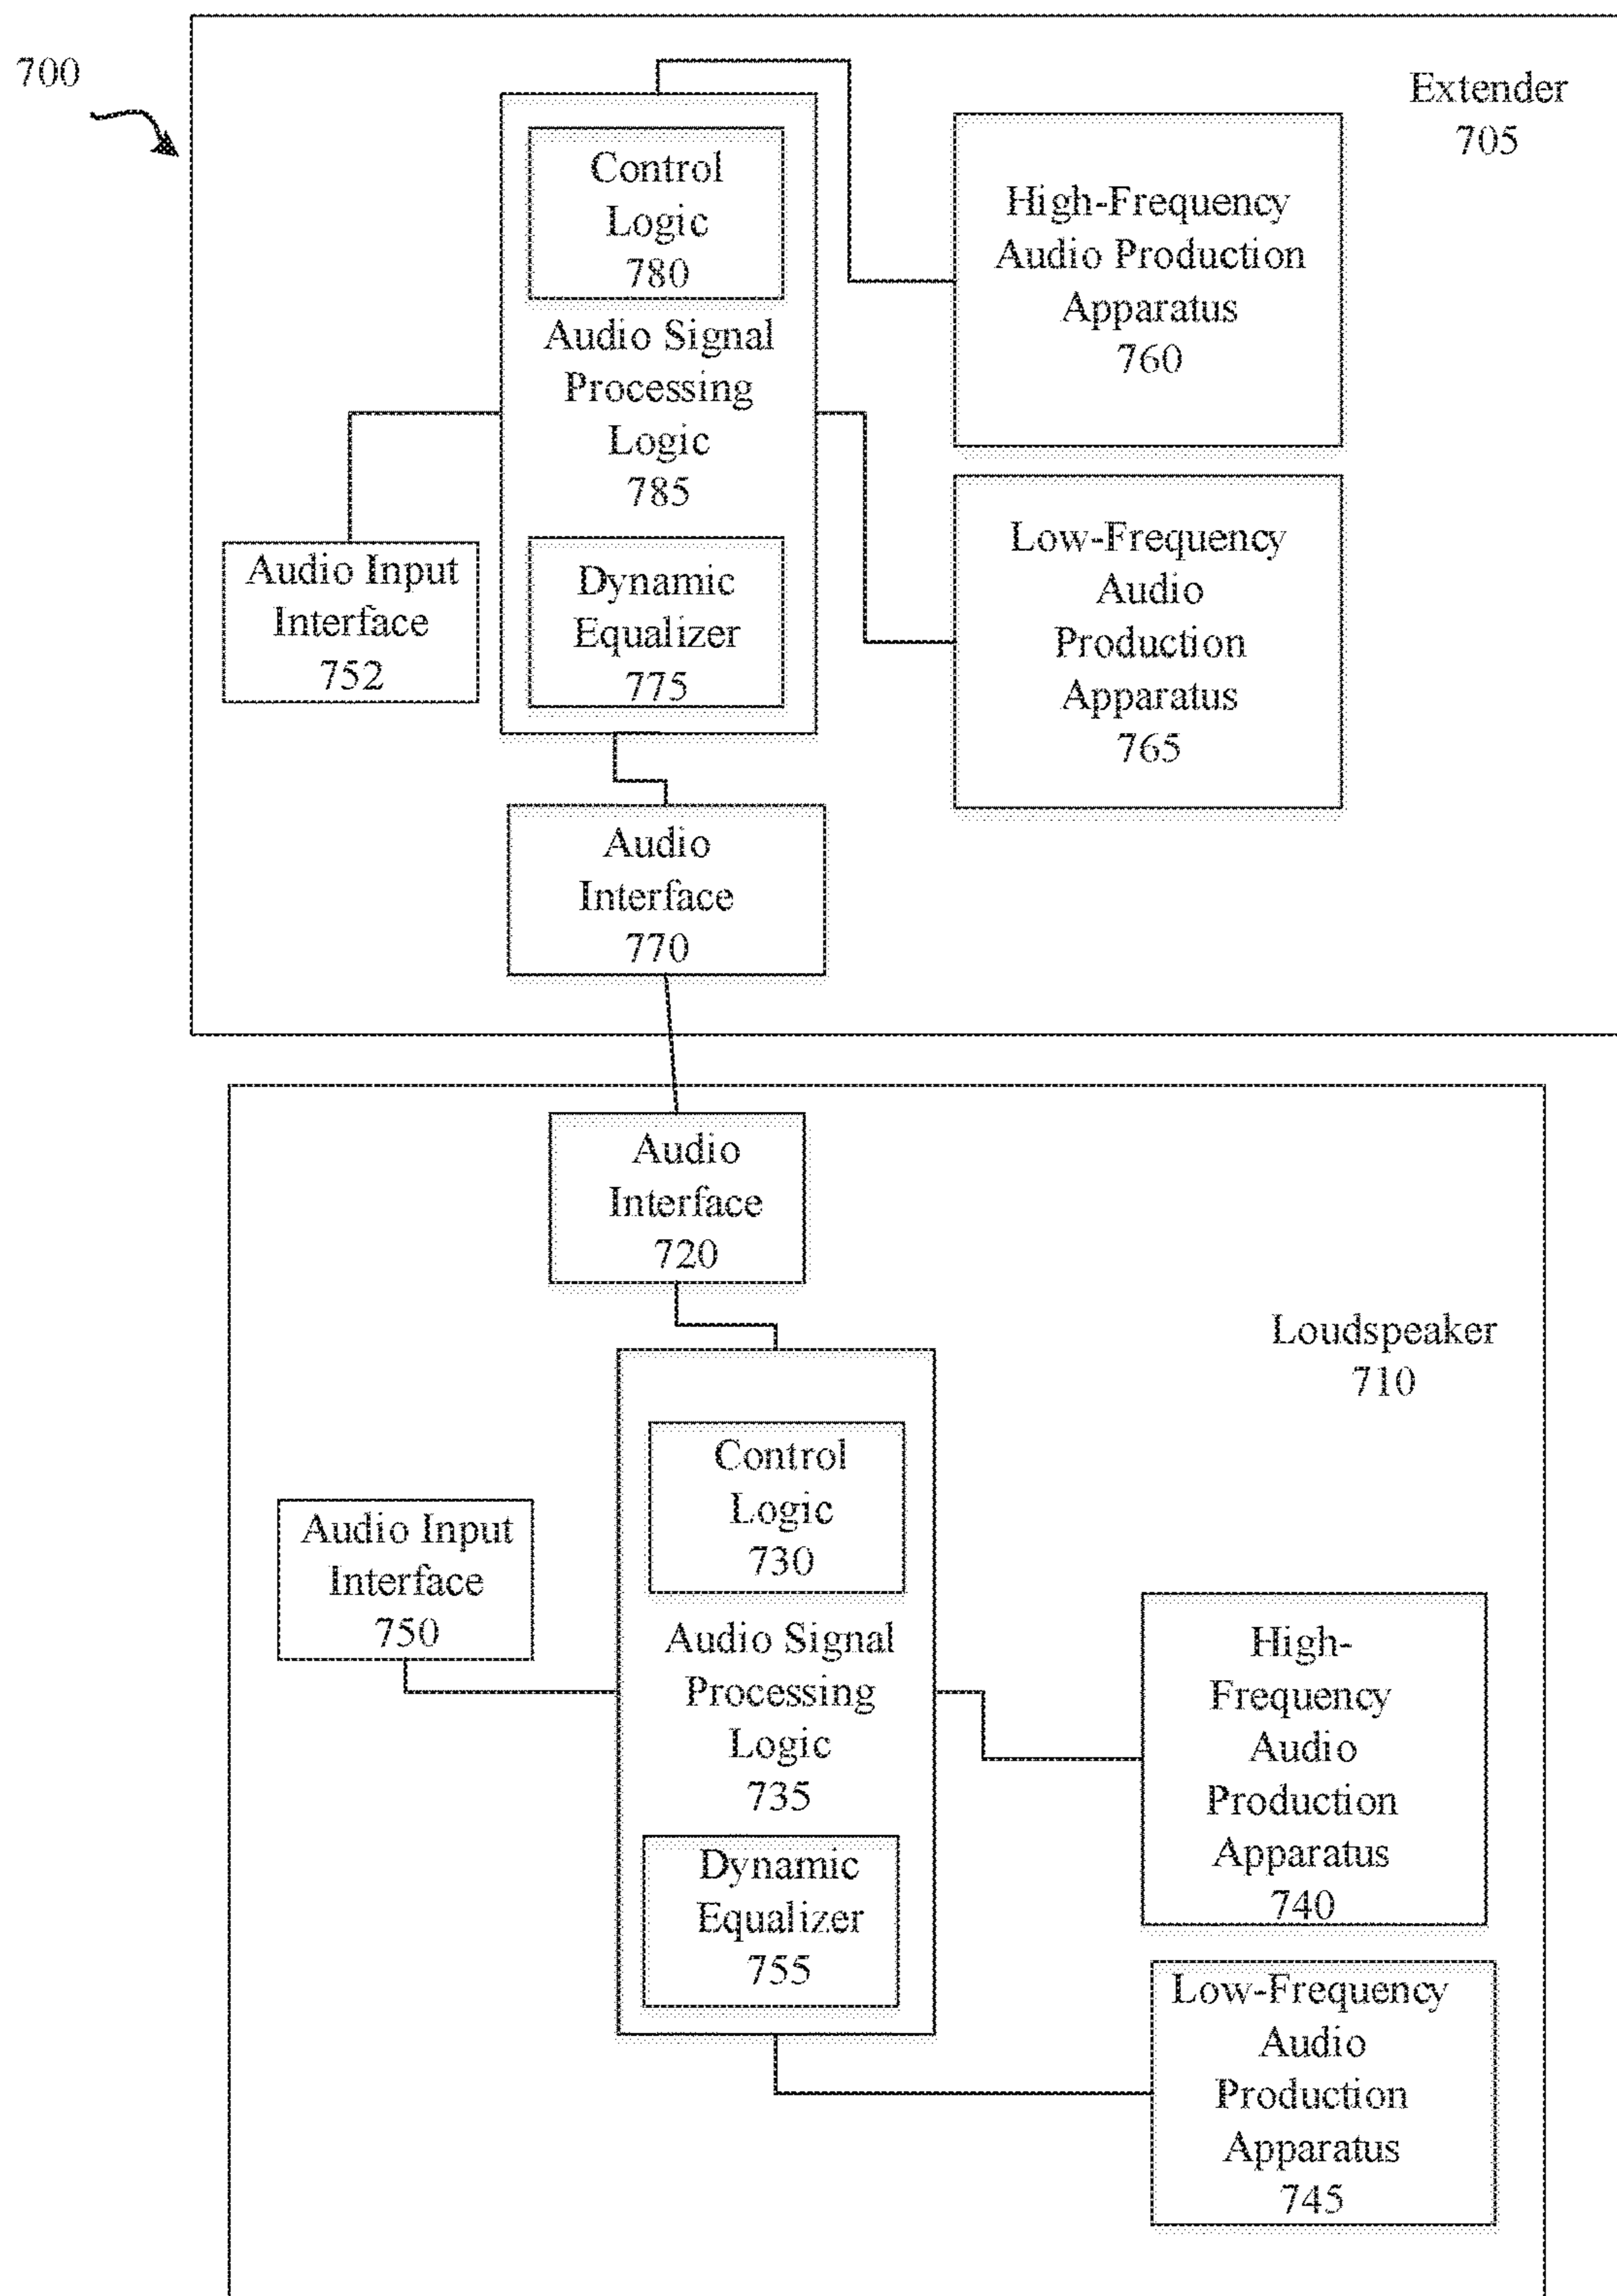 700
Extender
705
Control
Logic
780
Audio Signal
Processing
Logic
785
Dynamic
Equalizer
775
High-Frequency
Audio Production
Apparatus
760
Low-Frequency
Audio
Production
Apparatus
765
Audio Input
Interface
752
Audio
Interface
770
Audio
Interface
720
Loudspeaker
710
Control
Logic
730
Audio Signal
Processing
Logic
735
Dynamic
Equalizer
755
Audio Input
Interface
750
High-
Frequency
Audio
Production
Apparatus
740
Low-Frequency
Audio
Production
Apparatus
745